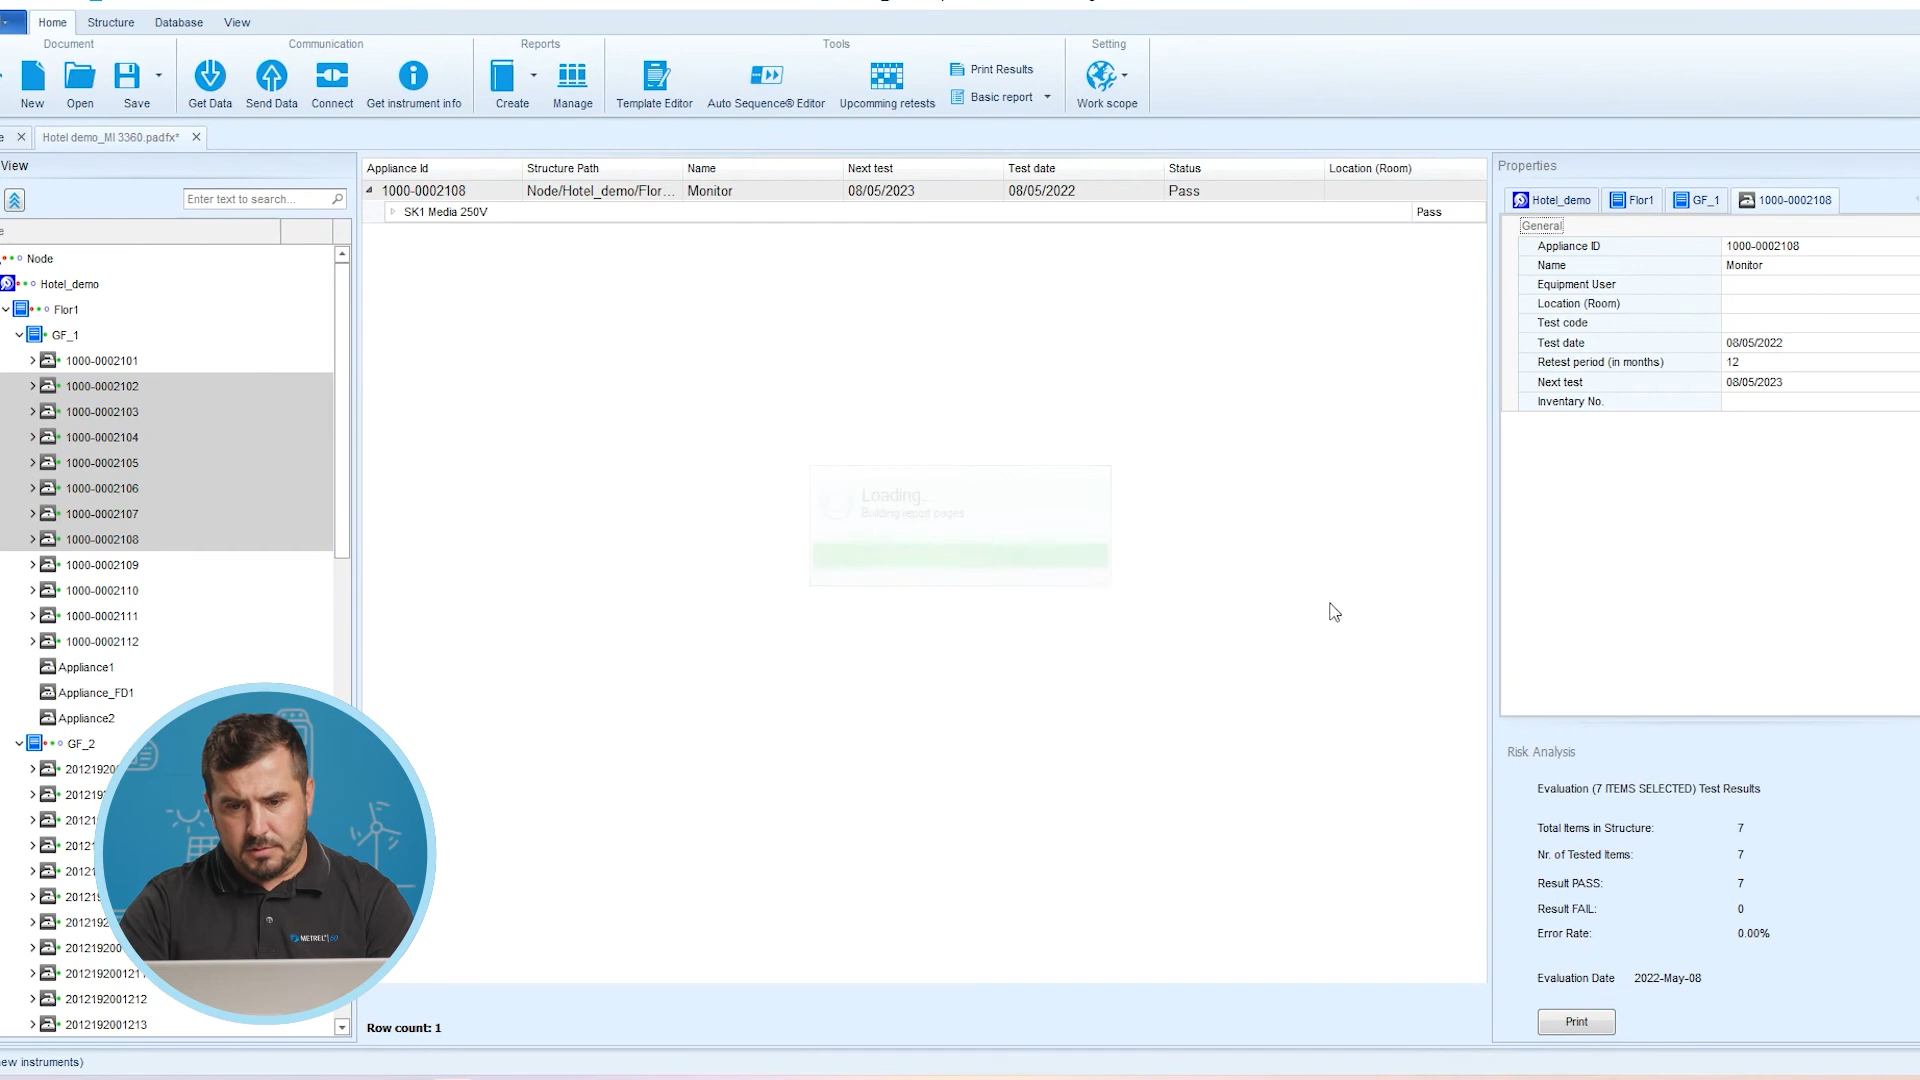 Home Structure Database View
Document Communication Reports Tools Setting
New Open Save Get Data Send Data Connect Get instrument info Create Manage Template Editor Auto Sequence® Editor Upcomming retests Print Results Basic report Work scope
Hotel demo_MI 3360.padfx*
View
Enter text to search...
Node
Hotel_demo
Flor1
GF_1
1000-0002101
1000-0002102
1000-0002103
1000-0002104
1000-0002105
1000-0002106
1000-0002107
1000-0002108
1000-0002109
1000-0002110
1000-0002111
1000-0002112
Appliance1
Appliance_FD1
Appliance2
GF_2
2012192001212
2012192001213
Appliance Id Structure Path Name Next test Test date Status Location (Room)
1000-0002108 Node/Hotel_demo/Flor... Monitor 08/05/2023 08/05/2022 Pass
SK1 Media 250V Pass
Loading...
Building report pages
METREL
Row count: 1
Properties
Hotel_demo Flor1 GF_1 1000-0002108
General
Appliance ID 1000-0002108
Name Monitor
Equipment User
Location (Room)
Test code
Test date 08/05/2022
Retest period (in months) 12
Next test 08/05/2023
Inventory No.
Risk Analysis
Evaluation (7 ITEMS SELECTED) Test Results
Total Items in Structure: 7
Nr. of Tested Items: 7
Result PASS: 7
Result FAIL: 0
Error Rate: 0.00%
Evaluation Date 2022-May-08
Print
ew instruments)